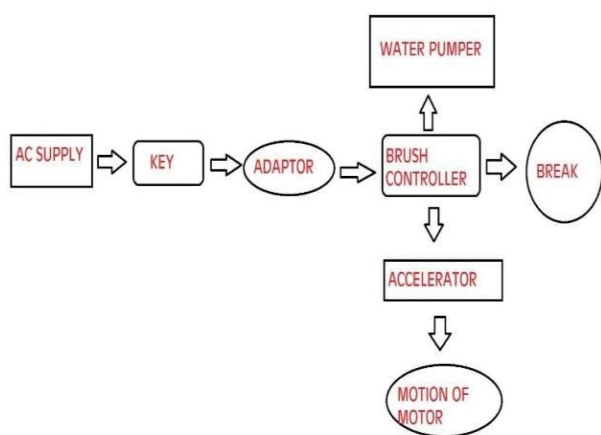 WATER PUMPER
AC SUPPLY
KEY
ADAPTOR
BRUSH
CONTROLLER
BREAK
ACCELERATOR
MOTION OF
MOTOR